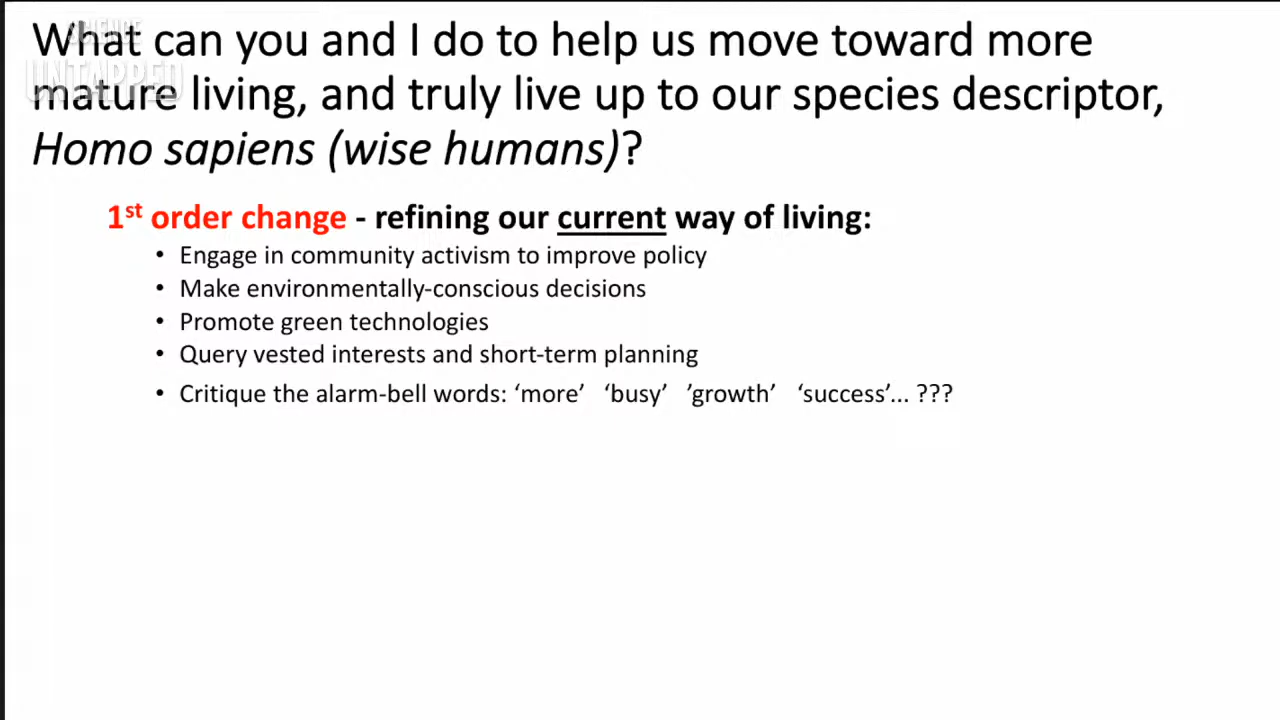 SCIENCE
UNTAPPED
What can you and I do to help us move toward more
mature living, and truly live up to our species descriptor,
Homo sapiens (wise humans)?
1st order change - refining our current way of living:
• Engage in community activism to improve policy
• Make environmentally-conscious decisions
• Promote green technologies
• Query vested interests and short-term planning
• Critique the alarm-bell words: ‘more’ ‘busy’ ’growth’ ‘success’... ???